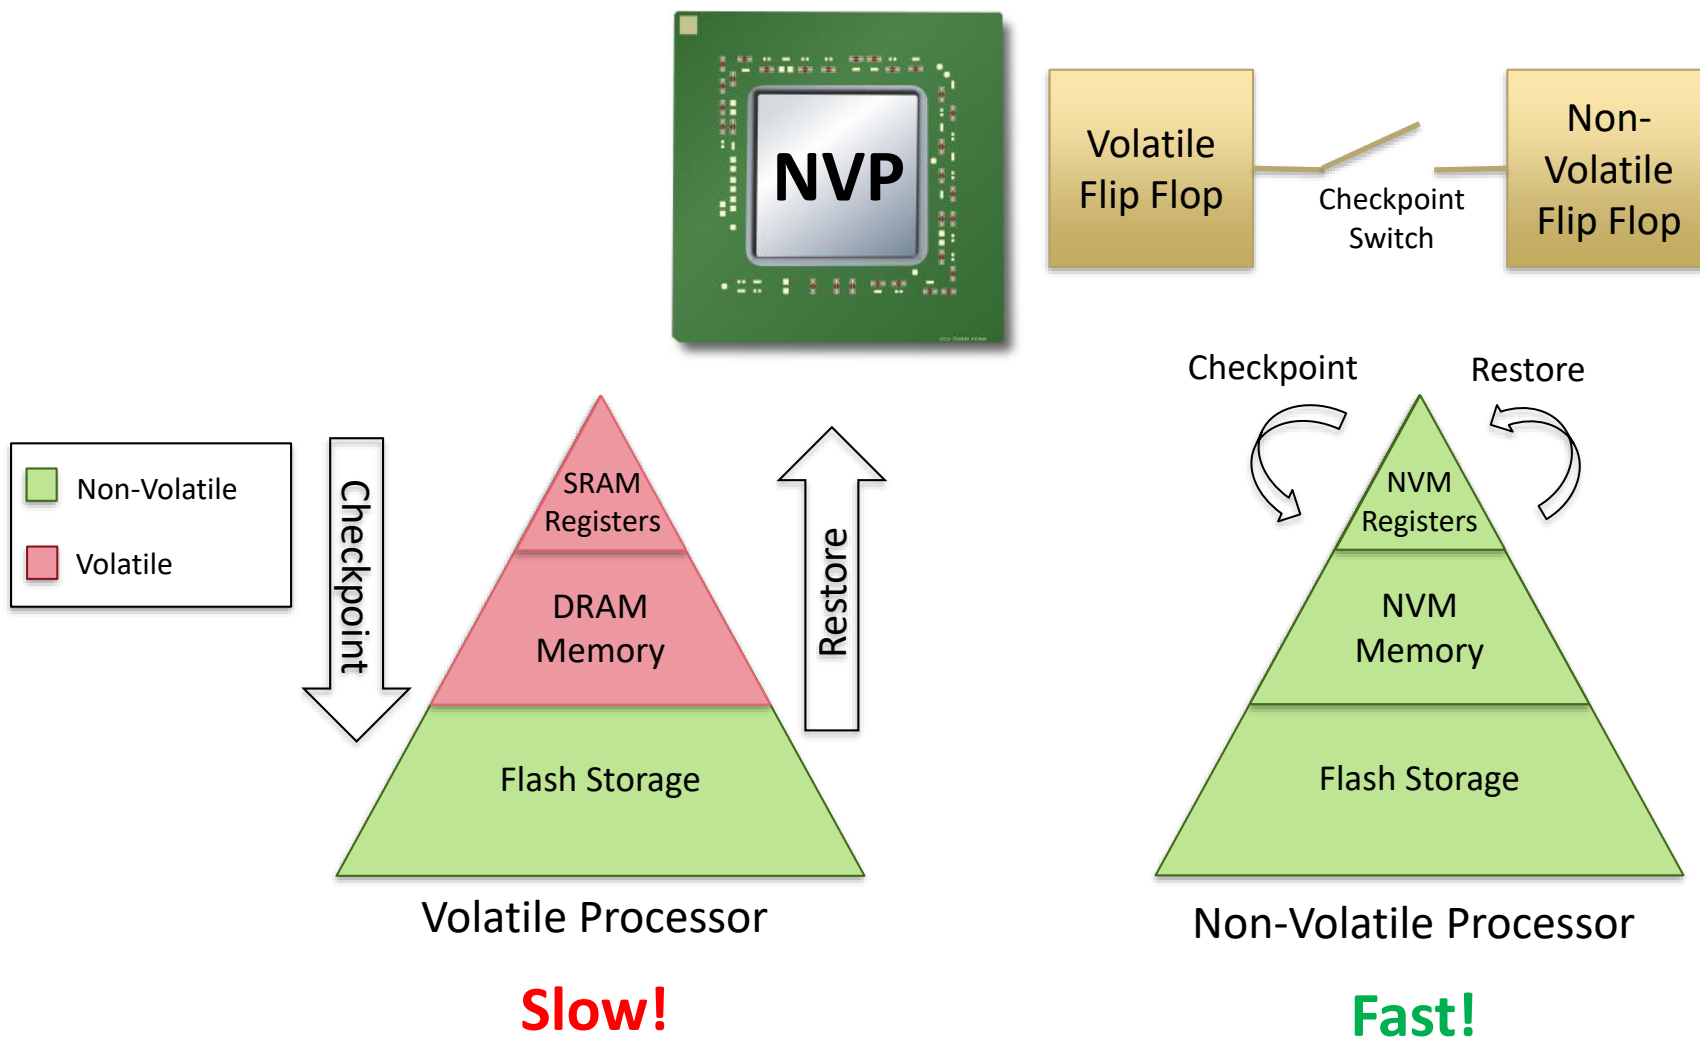 NVP
Volatile
Flip Flop
Checkpoint
Switch
Non-
Volatile
Flip Flop
Non-Volatile
Volatile
Checkpoint
SRAM
Registers
DRAM
Memory
Flash Storage
Restore
Volatile Processor
Slow!
Checkpoint
Restore
NVM
Registers
NVM
Memory
Flash Storage
Non-Volatile Processor
Fast!